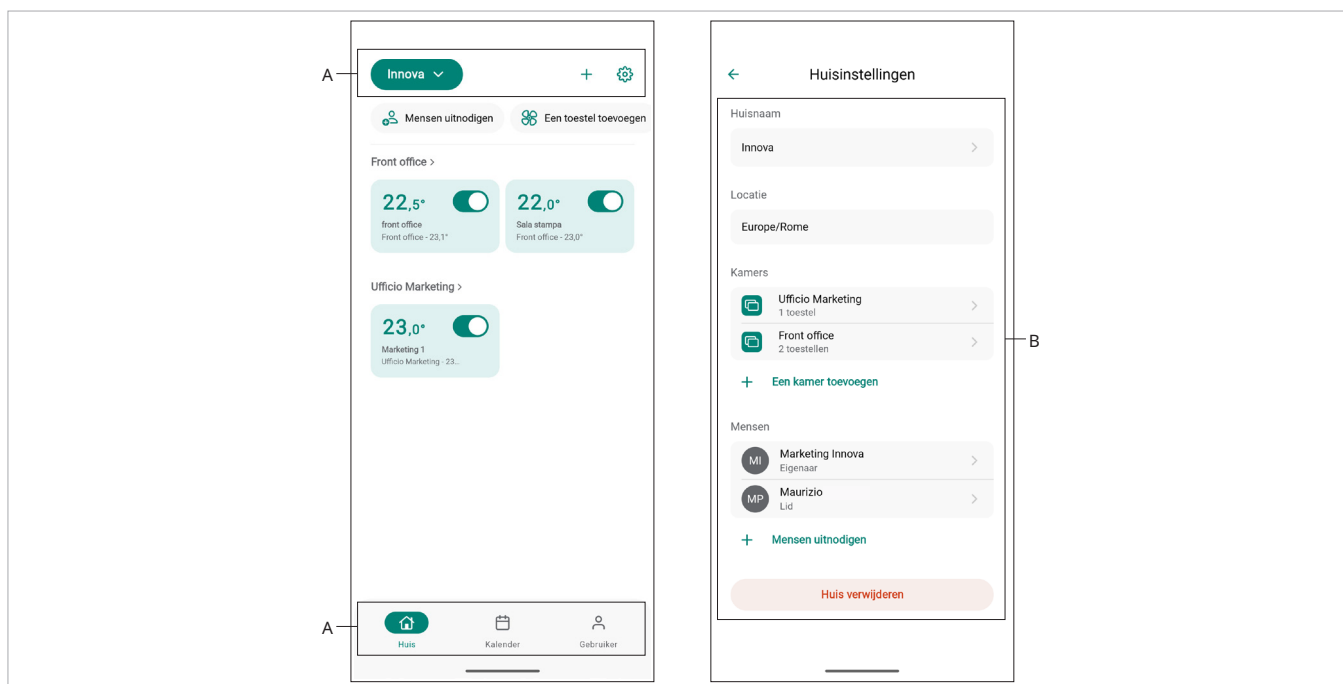 A
Innova
Mensen uitnodigen
Een toestel toevoegen
Front office >
22,5°
22,0°
front office
Sala stampa
Front office - 23,1°
Front office - 23,0°
Ufficio Marketing >
23,0°
Marketing 1
Ufficio Marketing - 23...
A
Huis
Kalender
Gebruiker
Huisinstellingen
Huisnaam
Innova
Locatie
Europe/Rome
Kamers
Ufficio Marketing
1 toestel
Front office
2 toestellen
B
+ Een kamer toevoegen
Mensen
MI
Marketing Innova
Eigenaar
MP
Maurizio
Lid
+ Mensen uitnodigen
Huis verwijderen